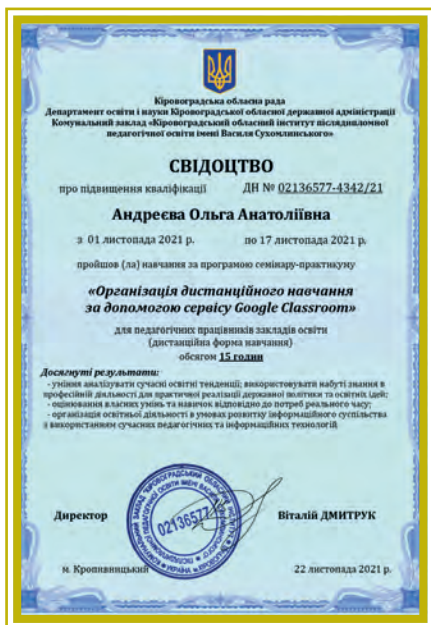 Кіровоградська обласна рада
Департамент освіти і науки Кіровоградської обласної державної адміністрації
Комунальний заклад «Кіровоградський обласний інститут післядипломної
педагогічної освіти імені Василя Сухомлинського»
СВІДОЦТВО
про підвищення кваліфікації ДН № 02136577-4342/21
Андреєва Ольга Анатоліївна
з 01 листопада 2021 р. по 17 листопада 2021 р.
пройшов (ла) навчання за програмою семінару-практикуму
«Організація дистанційного навчання
за допомогою сервісу Google Classroom»
для педагогічних працівників закладів освіти
(дистанційна форма навчання)
обсягом 15 годин
Досягнуті результати:
- уміння аналізувати сучасні освітні тенденції; використовувати набуті знання в
професійній діяльності для практичної реалізації державної політики та освітніх ідей;
- оцінювання власних умінь та навичок відповідно до потреб реального часу;
- організація освітньої діяльності в умовах розвитку інформаційного суспільства
з використанням сучасних педагогічних та інформаційних технологій
Директор Віталій ДМИТРУК
02136577
м. Кропивницький 22 листопада 2021 р.